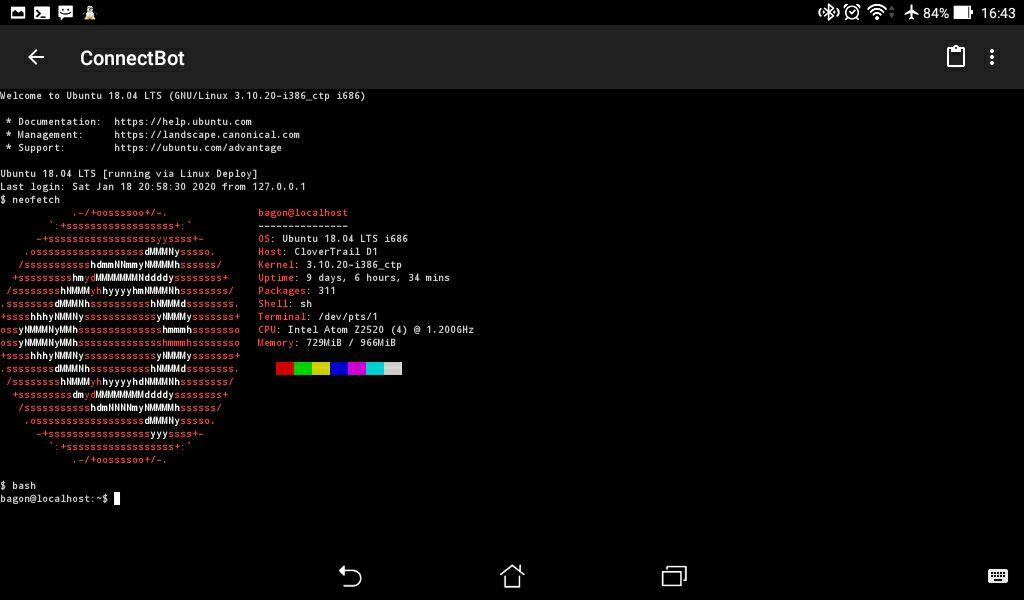 84% 16:43
ConnectBot
Welcome to Ubuntu 18.04 LTS (GNU/Linux 3.10.20-i386_ctp i686)
* Documentation: https://help.ubuntu.com
* Management: https://landscape.canonical.com
* Support: https://ubuntu.com/advantage
Ubuntu 18.04 LTS [running via Linux Deploy]
Last login: Sat Jan 18 20:58:30 2020 from 127.0.0.1
$ neofetch
.-/+oossssoo+/-. bagon@localhost
`:+ssssssssssssssssss+:` ---------------
-+ssssssssssssssssssyyssss+- OS: Ubuntu 18.04 LTS i686
.ossssssssssssssssssdMMMNysssso. Host: CloverTrail D1
/ssssssssssshdmmNNmmyNMMMMhssssss/ Kernel: 3.10.20-i386_ctp
+ssssssssshmydMMMMMMMNddddyssssssss+ Uptime: 9 days, 6 hours, 34 mins
/sssssssshNMMMyhhyyyyhmNMMMNhssssssss/ Packages: 311
.ssssssssdMMMNhsssssssssshNMMMdssssssss. Shell: sh
+sssshhhyNMMNyssssssssssssyNMMMysssssss+ Terminal: /dev/pts/1
ossyNMMMNyMMhsssssssssssssshmmmhssssssso CPU: Intel Atom Z2520 (4) @ 1.200GHz
ossyNMMMNyMMhsssssssssssssshmmmhssssssso Memory: 729MiB / 966MiB
+sssshhhyNMMNyssssssssssssyNMMMysssssss+
.ssssssssdMMMNhsssssssssshNMMMdssssssss.
/sssssssshNMMMyhhyyyyhdNMMMNhssssssss/
+sssssssssdmydMMMMMMMMddddyssssssss+
/ssssssssssshdmNNNNmyNMMMMhssssss/
.ossssssssssssssssssdMMMNysssso.
-+sssssssssssssssssyyyssss+-
`:+ssssssssssssssssss+:`
.-/+oossssoo+/-.
$ bash
bagon@localhost:~$